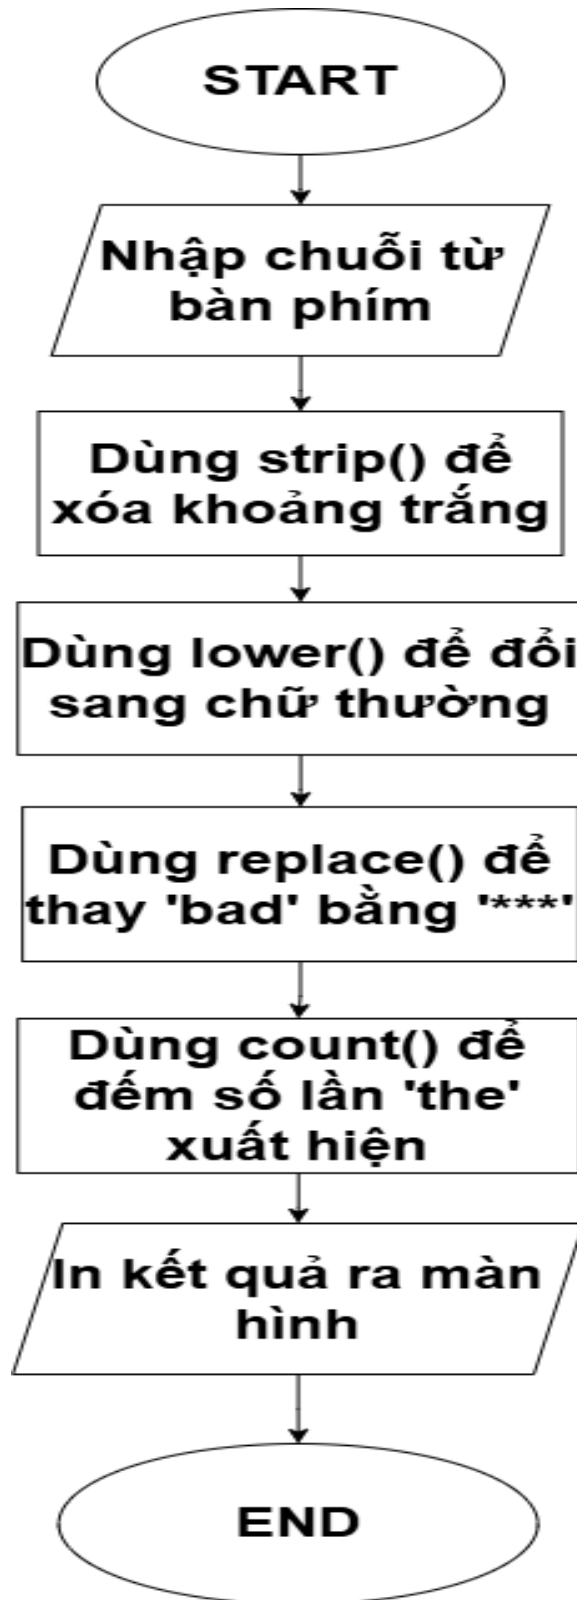 START
Nhập chuỗi từ
bàn phím
Dùng strip() để
xóa khoảng trắng
Dùng lower() để đổi
sang chữ thường
Dùng replace() để
thay 'bad' bằng '***'
Dùng count() để
đếm số lần 'the'
xuất hiện
In kết quả ra màn
hình
END